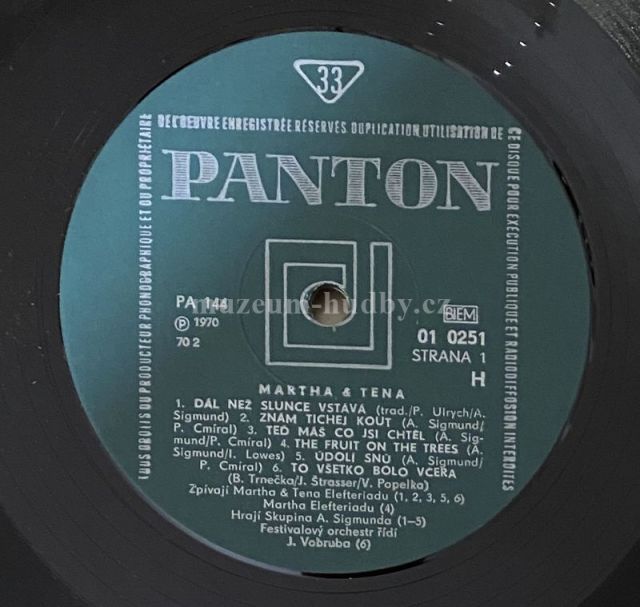 33
TOUS DROITS DU PRODUCTEUR PHONOGRAPHIQUE ET DU PROPRIÉTAIRE
DE L'OEUVRE ENREGISTRÉE RÉSERVÉS. DUPLICATION, UTILISATION DE
CE DISQUE POUR EXÉCUTION PUBLIQUE ET RADIODIFFUSION INTERDITES
PANTON
PA 144
℗ 1970
70 2
BIEM
01 0251
STRANA 1
H
muzeum-hudby.cz
MARTHA & TENA
1. DÁL NEŽ SLUNCE VSTÁVÁ (trad./P. Ulrych/A.
Sigmund) 2. ZNÁM TICHEJ KOUT (A. Sigmund/
P. Cmíral) 3. TEĎ MÁŠ CO JSI CHTĚL (A. Sig-
mund/P. Cmíral) 4. THE FRUIT ON THE TREES (A.
Sigmund/I. Lowes) 5. ÚDOLÍ SNŮ (A. Sigmund/
P. Cmíral) 6. TO VŠETKO BOLO VČERA
(B. Trnečka/J. Štrasser/V. Popelka)
Zpívají Martha & Tena Elefteriadu (1, 2, 3, 5, 6)
Martha Elefteriadu (4)
Hrají Skupina A. Sigmunda (1–5)
Festivalový orchestr řídí
J. Vobruba (6)